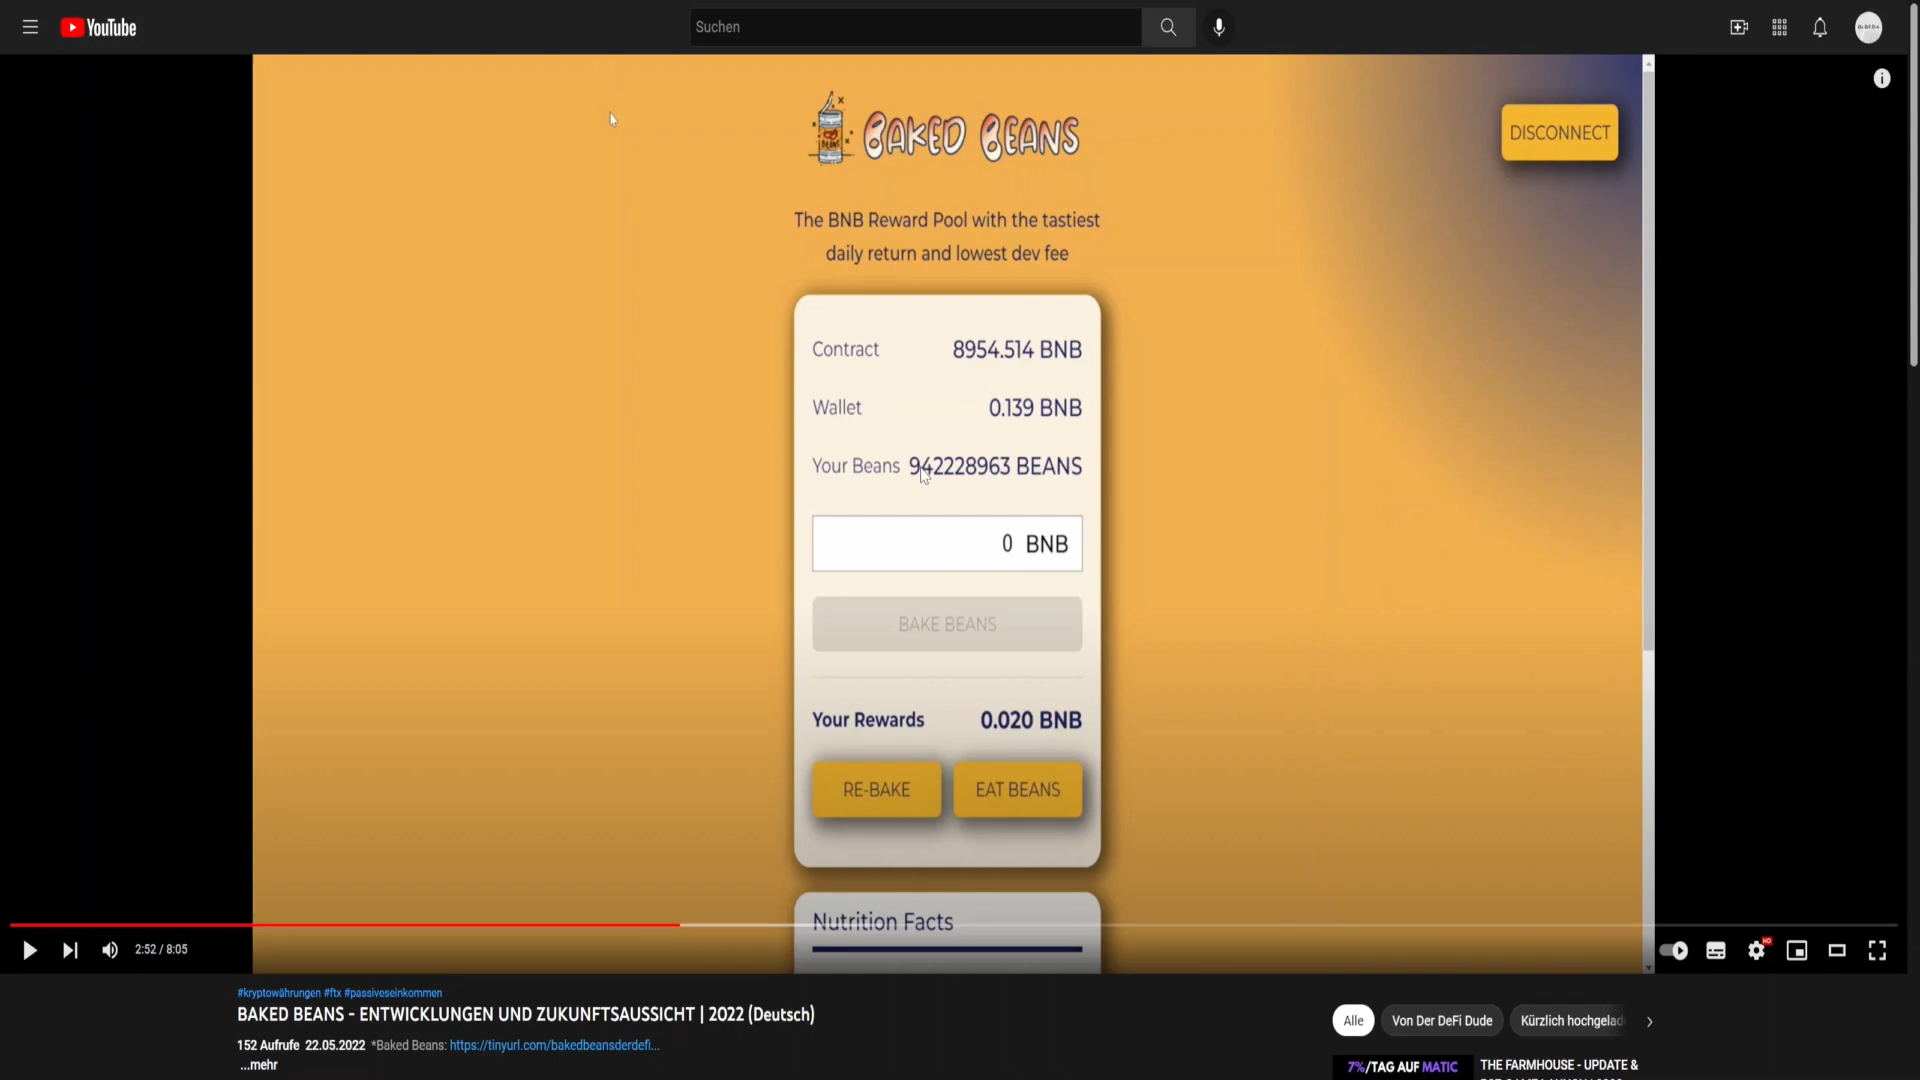 YouTube
Suchen
BAKED BEANS
DISCONNECT
The BNB Reward Pool with the tastiest
daily return and lowest dev fee
Contract 8954.514 BNB
Wallet 0.139 BNB
Your Beans 942228963 BEANS
0 BNB
BAKE BEANS
Your Rewards 0.020 BNB
RE-BAKE EAT BEANS
Nutrition Facts
2:52 / 8:05
HD
#kryptowährungen #ftx #passiveseinkommen
BAKED BEANS - ENTWICKLUNGEN UND ZUKUNFTSAUSSICHT | 2022 (Deutsch)
152 Aufrufe 22.05.2022 *Baked Beans: https://tinyurl.com/bakedbeansderdefi...
...mehr
Alle Von Der DeFi Dude Kürzlich hochgelad
7%/TAG AUF MATIC
THE FARMHOUSE - UPDATE &